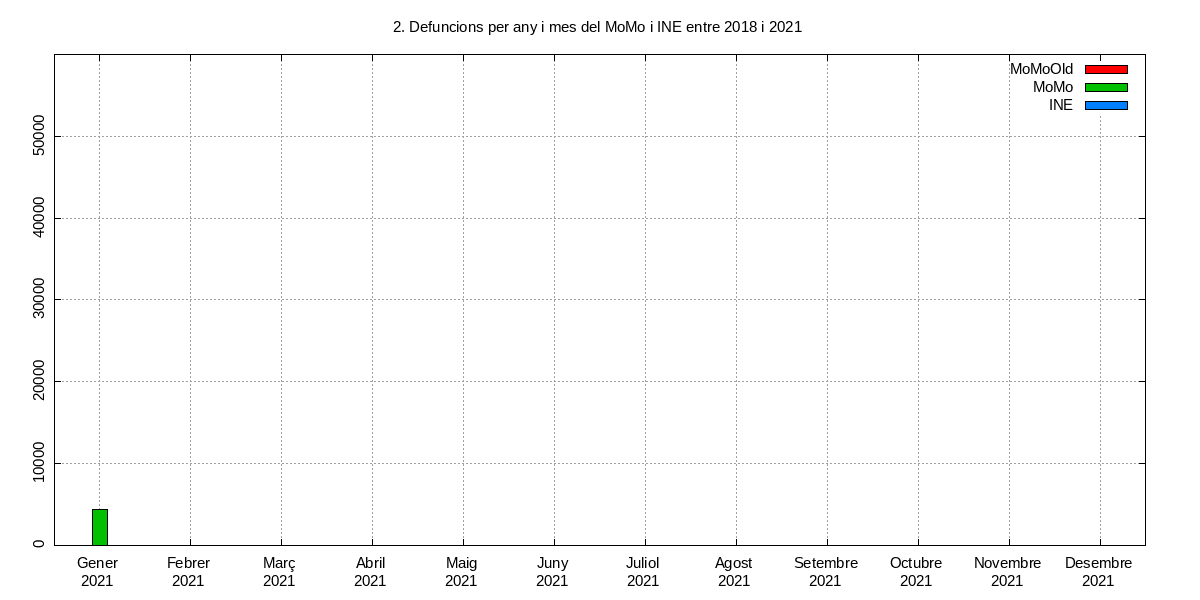 2. Defuncions per any i mes del MoMo i INE entre 2018 i 2021
MoMoOld
MoMo
INE
50000
40000
30000
20000
10000
0
Gener Febrer Març Abril Maig Juny Juliol Agost Setembre Octubre Novembre Desembre
2021 2021 2021 2021 2021 2021 2021 2021 2021 2021 2021 2021